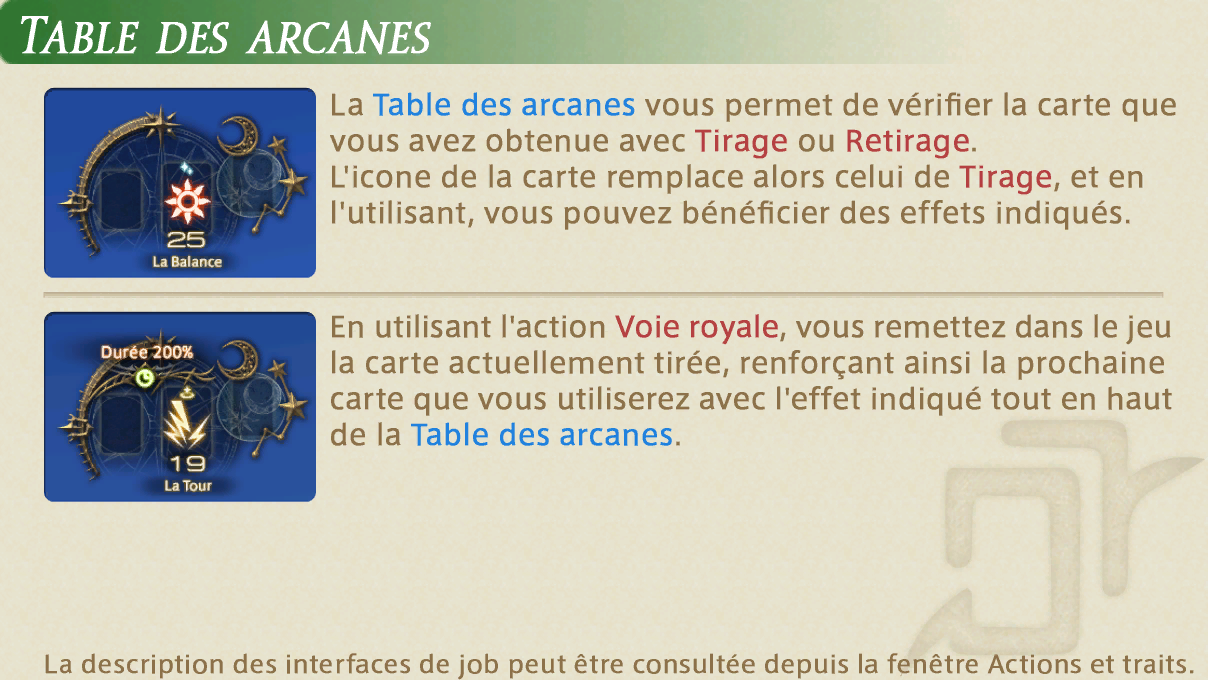 TABLE DES ARCANES
La Table des arcanes vous permet de vérifier la carte que
vous avez obtenue avec Tirage ou Retirage.
L'icone de la carte remplace alors celui de Tirage, et en
l'utilisant, vous pouvez bénéficier des effets indiqués.
25
La Balance
En utilisant l'action Voie royale, vous remettez dans le jeu
la carte actuellement tirée, renforçant ainsi la prochaine
carte que vous utiliserez avec l'effet indiqué tout en haut
de la Table des arcanes.
Durée 200%
19
La Tour
La description des interfaces de job peut être consultée depuis la fenêtre Actions et traits.